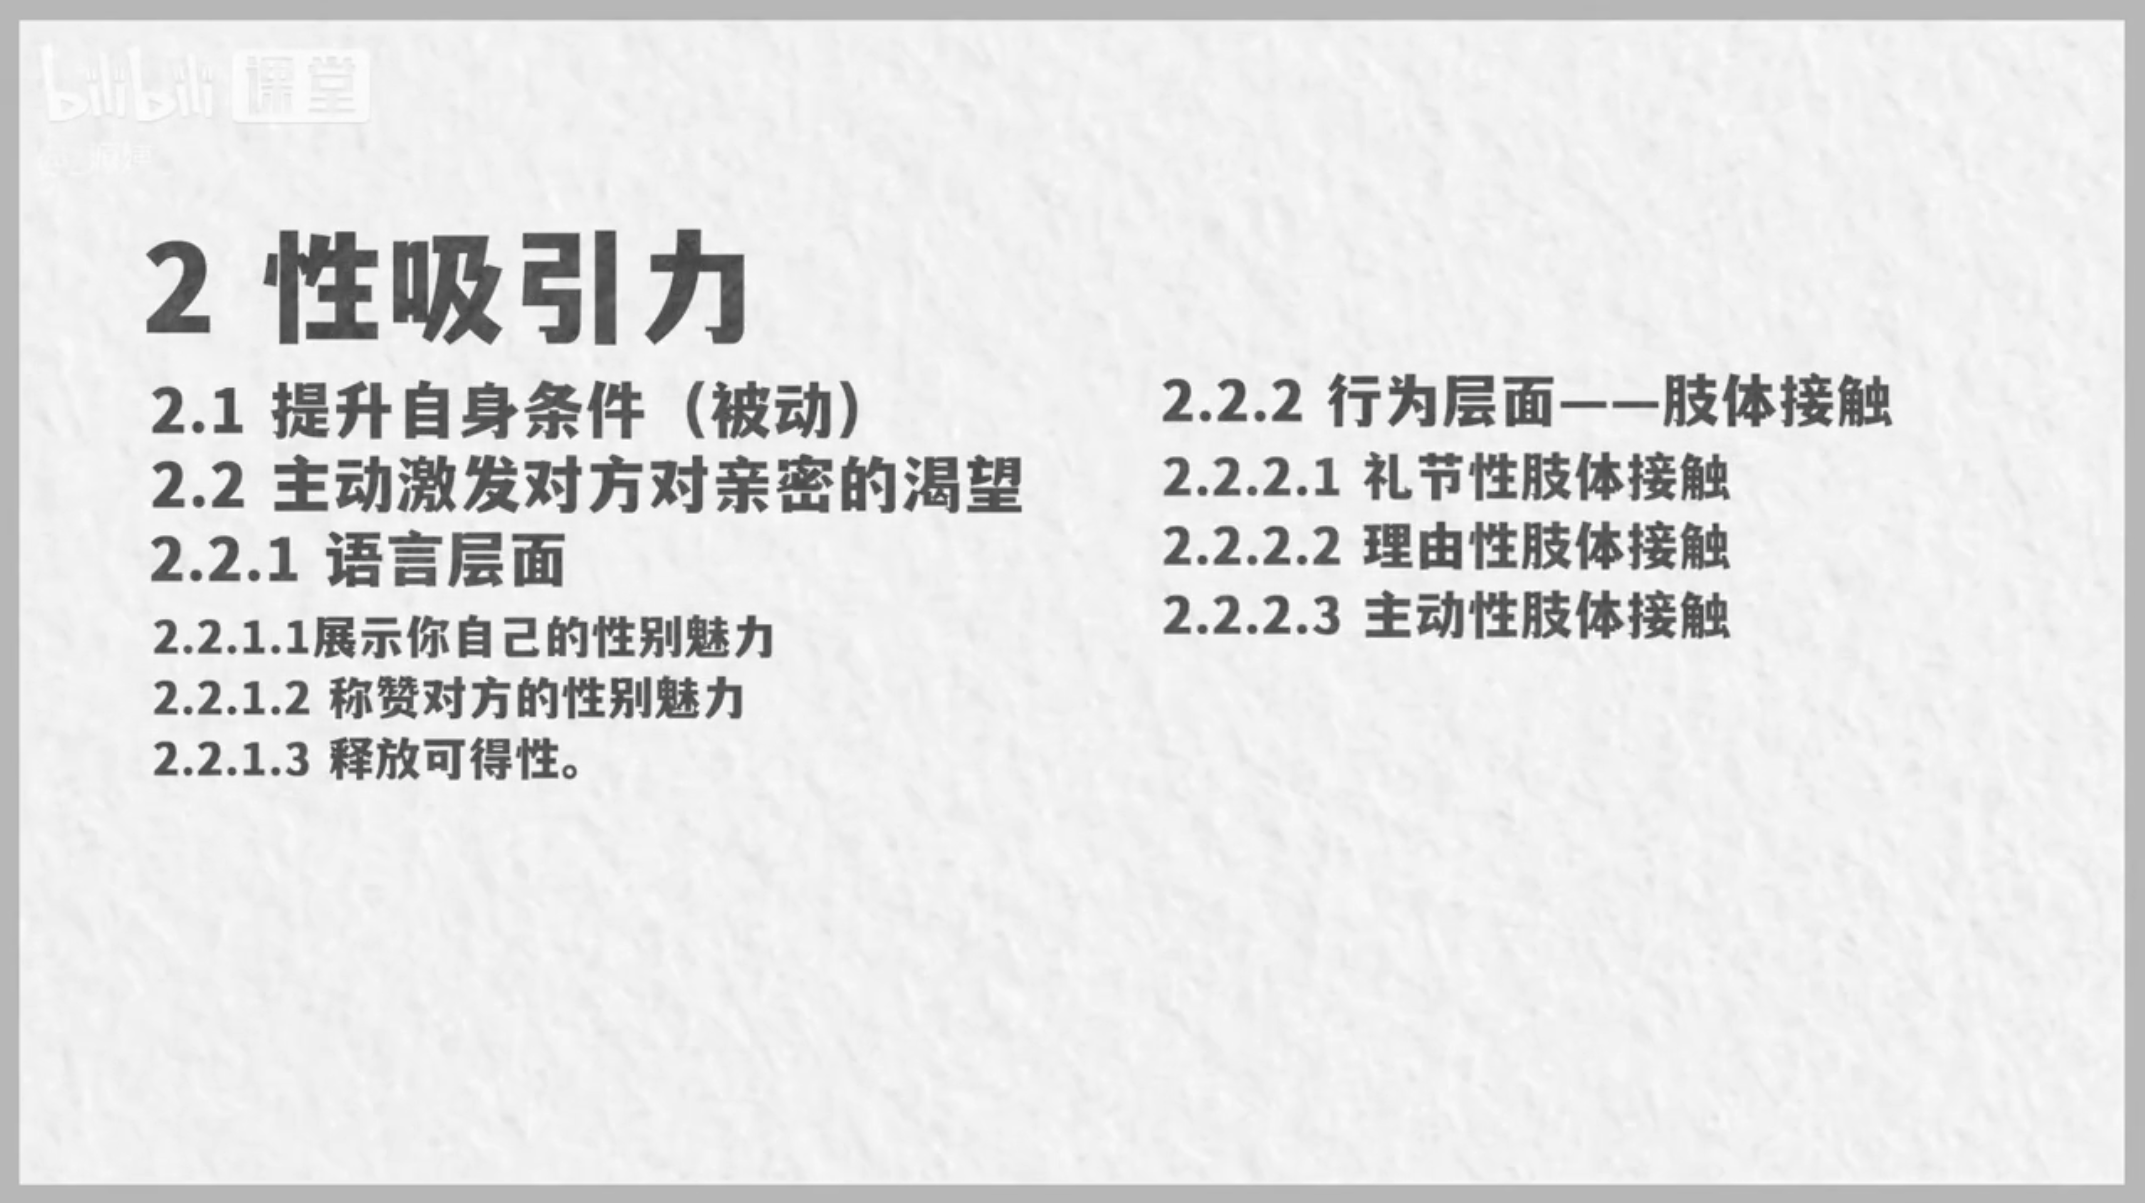 bilibili 课堂
2 性吸引力
2.1 提升自身条件（被动）
2.2 主动激发对方对亲密的渴望
2.2.1 语言层面
2.2.1.1展示你自己的性别魅力
2.2.1.2 称赞对方的性别魅力
2.2.1.3 释放可得性。
2.2.2 行为层面——肢体接触
2.2.2.1 礼节性肢体接触
2.2.2.2 理由性肢体接触
2.2.2.3 主动性肢体接触